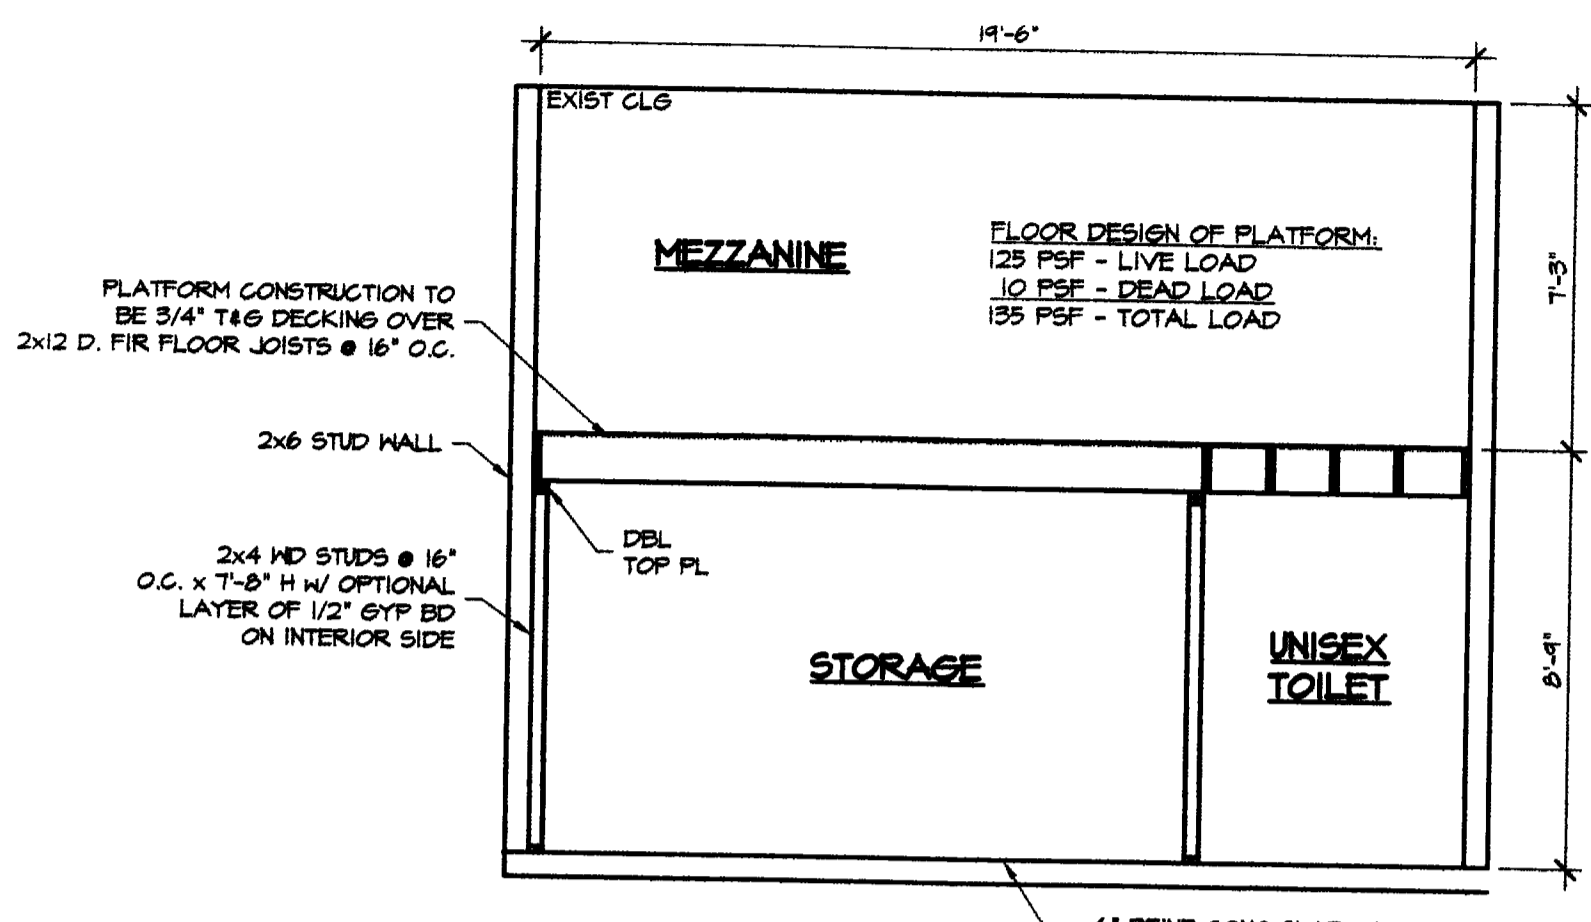 19'-6"
EXIST CLG
MEZZANINE
FLOOR DESIGN OF PLATFORM:
125 PSF - LIVE LOAD
10 PSF - DEAD LOAD
135 PSF - TOTAL LOAD
7'-3"
PLATFORM CONSTRUCTION TO
BE 3/4" T&G DECKING OVER
2x12 D. FIR FLOOR JOISTS @ 16" O.C.
2x6 STUD WALL
DBL
TOP PL
2x4 WD STUDS @ 16"
O.C. x 7'-8" H W/ OPTIONAL
LAYER OF 1/2" GYP BD
ON INTERIOR SIDE
STORAGE
UNISEX
TOILET
8'-9"